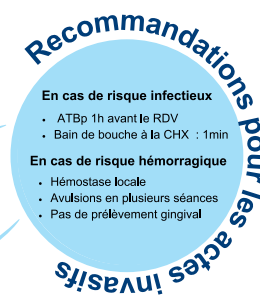 Recommandations pour les actes invasifs
En cas de risque infectieux
• ATBp 1h avant le RDV
• Bain de bouche à la CHX : 1min
En cas de risque hémorragique
• Hémostase locale
• Avulsions en plusieurs séances
• Pas de prélèvement gingival